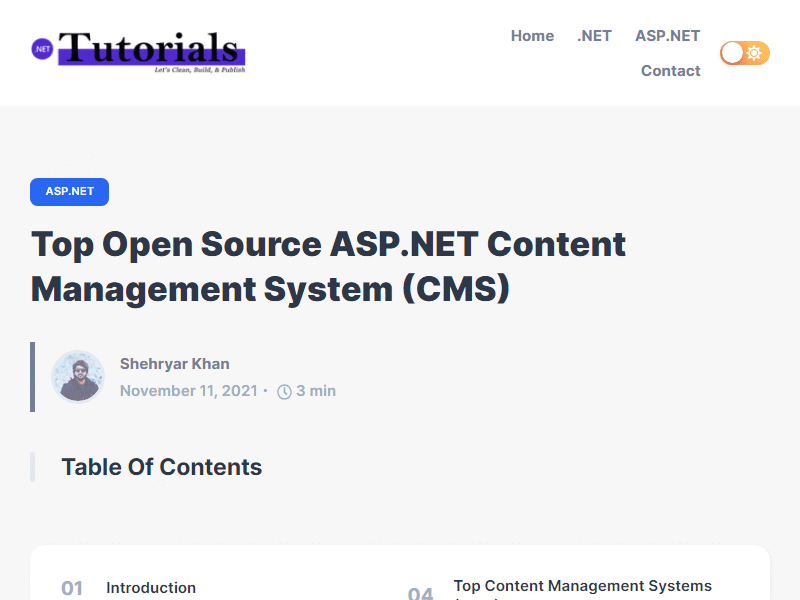 .NET Tutorials
Let's Clean, Build, & Publish
Home .NET ASP.NET
Contact
ASP.NET
Top Open Source ASP.NET Content
Management System (CMS)
Shehryar Khan
November 11, 2021 • 3 min
Table Of Contents
01 Introduction
04 Top Content Management Systems